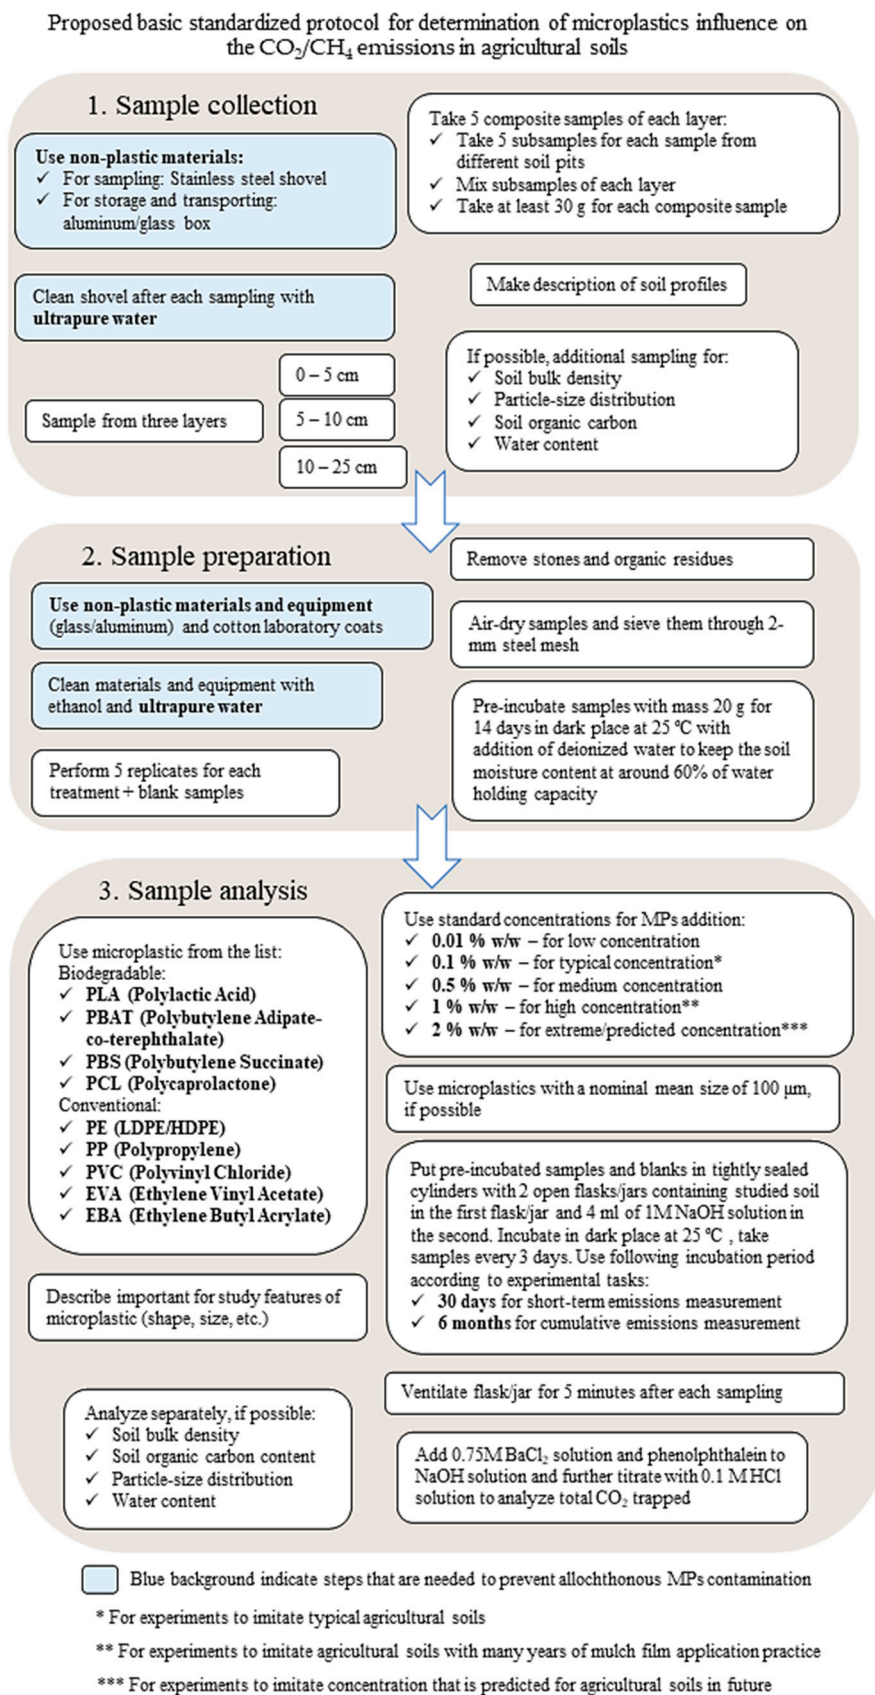 Proposed basic standardized protocol for determination of microplastics influence on
the CO₂/CH₄ emissions in agricultural soils
1. Sample collection
Use non-plastic materials:
✓ For sampling: Stainless steel shovel
✓ For storage and transporting:
aluminum/glass box
Clean shovel after each sampling with
ultrapure water
Sample from three layers
0 – 5 cm
5 – 10 cm
10 – 25 cm
Take 5 composite samples of each layer:
✓ Take 5 subsamples for each sample from
different soil pits
✓ Mix subsamples of each layer
✓ Take at least 30 g for each composite sample
Make description of soil profiles
If possible, additional sampling for:
✓ Soil bulk density
✓ Particle-size distribution
✓ Soil organic carbon
✓ Water content
2. Sample preparation
Use non-plastic materials and equipment
(glass/aluminum) and cotton laboratory coats
Clean materials and equipment with
ethanol and ultrapure water
Perform 5 replicates for each
treatment + blank samples
Remove stones and organic residues
Air-dry samples and sieve them through 2-
mm steel mesh
Pre-incubate samples with mass 20 g for
14 days in dark place at 25 ℃ with
addition of deionized water to keep the soil
moisture content at around 60% of water
holding capacity
3. Sample analysis
Use microplastic from the list:
Biodegradable:
✓ PLA (Polylactic Acid)
✓ PBAT (Polybutylene Adipate-
co-terephthalate)
✓ PBS (Polybutylene Succinate)
✓ PCL (Polycaprolactone)
Conventional:
✓ PE (LDPE/HDPE)
✓ PP (Polypropylene)
✓ PVC (Polyvinyl Chloride)
✓ EVA (Ethylene Vinyl Acetate)
✓ EBA (Ethylene Butyl Acrylate)
Describe important for study features of
microplastic (shape, size, etc.)
Analyze separately, if possible:
✓ Soil bulk density
✓ Soil organic carbon content
✓ Particle-size distribution
✓ Water content
Use standard concentrations for MPs addition:
✓ 0.01 % w/w – for low concentration
✓ 0.1 % w/w – for typical concentration*
✓ 0.5 % w/w – for medium concentration
✓ 1 % w/w – for high concentration**
✓ 2 % w/w – for extreme/predicted concentration***
Use microplastics with a nominal mean size of 100 µm,
if possible
Put pre-incubated samples and blanks in tightly sealed
cylinders with 2 open flasks/jars containing studied soil
in the first flask/jar and 4 ml of 1M NaOH solution in
the second. Incubate in dark place at 25 ℃ , take
samples every 3 days. Use following incubation period
according to experimental tasks:
✓ 30 days for short-term emissions measurement
✓ 6 months for cumulative emissions measurement
Ventilate flask/jar for 5 minutes after each sampling
Add 0.75M BaCl₂ solution and phenolphthalein to
NaOH solution and further titrate with 0.1 M HCl
solution to analyze total CO₂ trapped
Blue background indicate steps that are needed to prevent allochthonous MPs contamination
* For experiments to imitate typical agricultural soils
** For experiments to imitate agricultural soils with many years of mulch film application practice
*** For experiments to imitate concentration that is predicted for agricultural soils in future